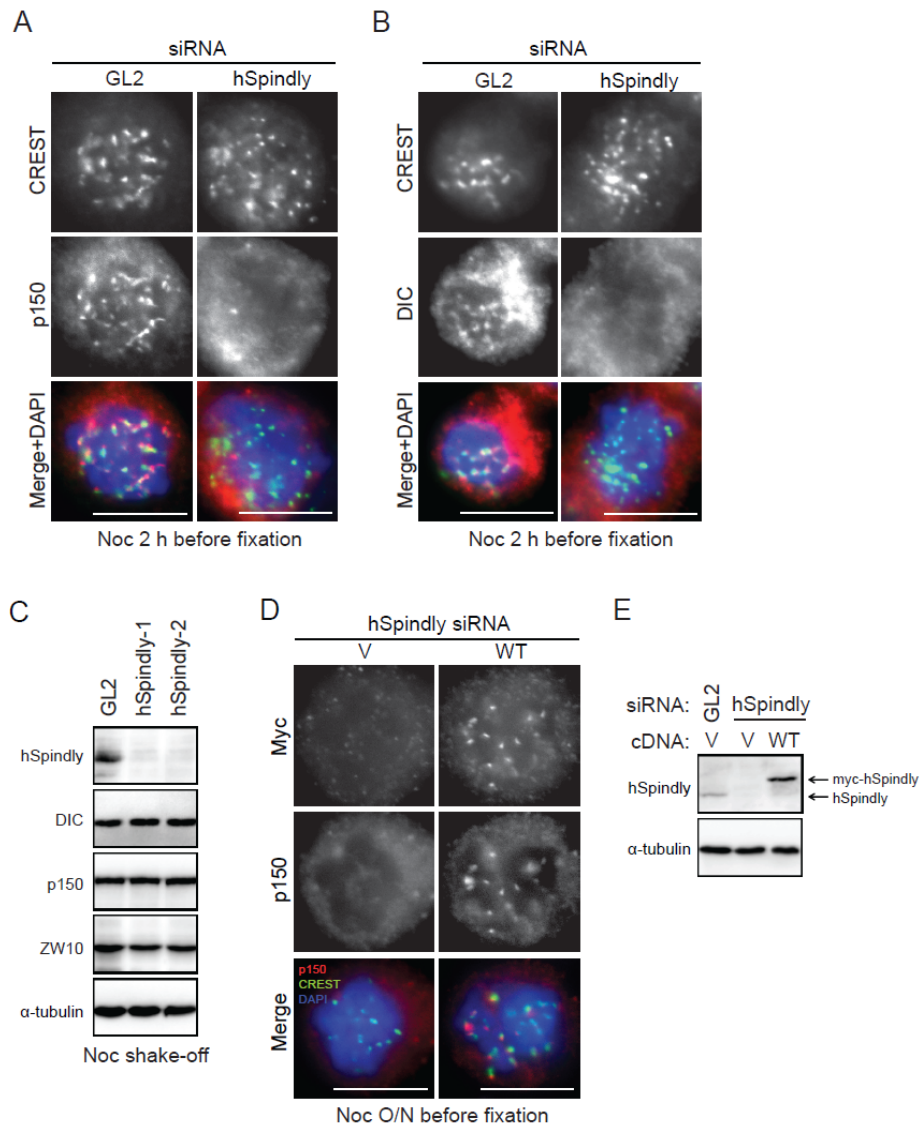 A
siRNA
GL2 hSpindly
CREST
p150
Merge+DAPI
Noc 2 h before fixation
B
siRNA
GL2 hSpindly
CREST
DIC
Merge+DAPI
Noc 2 h before fixation
C
GL2 hSpindly-1 hSpindly-2
hSpindly
DIC
p150
ZW10
α-tubulin
Noc shake-off
D
hSpindly siRNA
V WT
Myc
p150
Merge
p150
CREST
DAPI
Noc O/N before fixation
E
siRNA: GL2 hSpindly
cDNA: V V WT
hSpindly
myc-hSpindly
hSpindly
α-tubulin